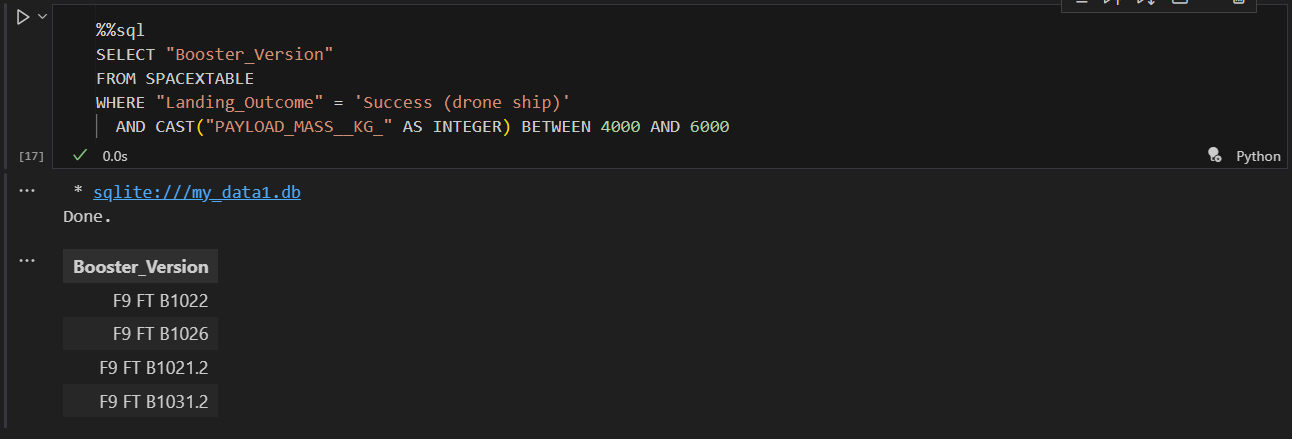 %%sql
SELECT "Booster_Version"
FROM SPACEXTABLE
WHERE "Landing_Outcome" = 'Success (drone ship)'
AND CAST("PAYLOAD_MASS__KG_" AS INTEGER) BETWEEN 4000 AND 6000
[17] 0.0s Python
* sqlite:///my_data1.db
Done.
Booster_Version
F9 FT B1022
F9 FT B1026
F9 FT B1021.2
F9 FT B1031.2